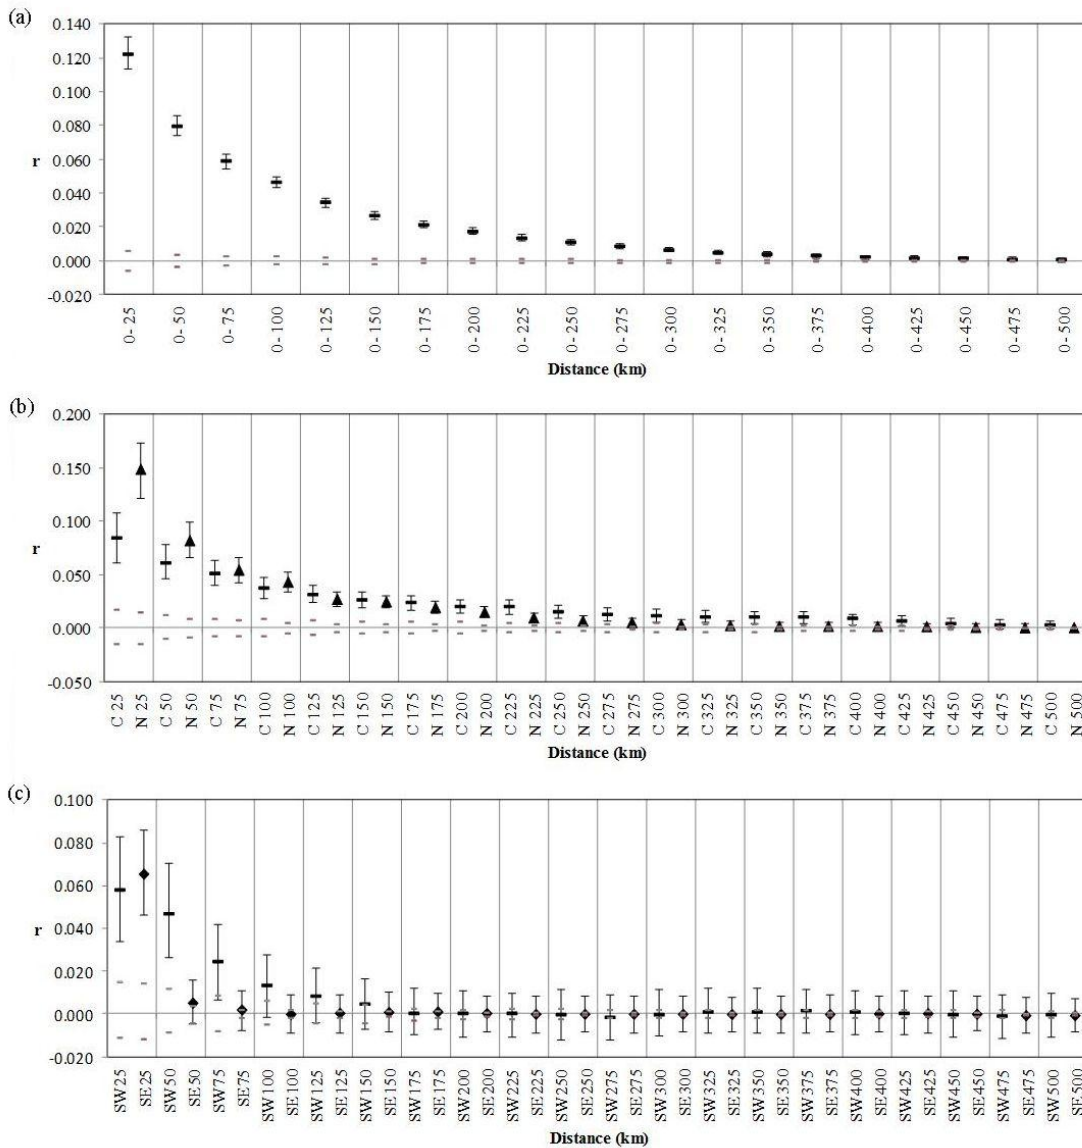 (a)
0.140
0.120
0.100
0.080
r
0.060
0.040
0.020
0.000
-0.020
0- 25
0- 50
0- 75
0- 100
0- 125
0- 150
0- 175
0- 200
0- 225
0- 250
0- 275
0- 300
0- 325
0- 350
0- 375
0- 400
0- 425
0- 450
0- 475
0- 500
Distance (km)
(b)
0.200
0.150
0.100
r
0.050
0.000
-0.050
C 25
N 25
C 50
N 50
C 75
N 75
C 100
N 100
C 125
N 125
C 150
N 150
C 175
N 175
C 200
N 200
C 225
N 225
C 250
N 250
C 275
N 275
C 300
N 300
C 325
N 325
C 350
N 350
C 375
N 375
C 400
N 400
C 425
N 425
C 450
N 450
C 475
N 475
C 500
N 500
Distance (km)
(c)
0.100
0.080
0.060
0.040
r
0.020
0.000
-0.020
SW25
SE25
SW50
SE50
SW75
SE75
SW100
SE100
SW125
SE125
SW150
SE150
SW175
SE175
SW200
SE200
SW225
SE225
SW250
SE250
SW275
SE275
SW300
SE300
SW325
SE325
SW350
SE350
SW375
SE375
SW400
SE400
SW425
SE425
SW450
SE450
SW475
SE475
SW500
SE500
Distance (km)